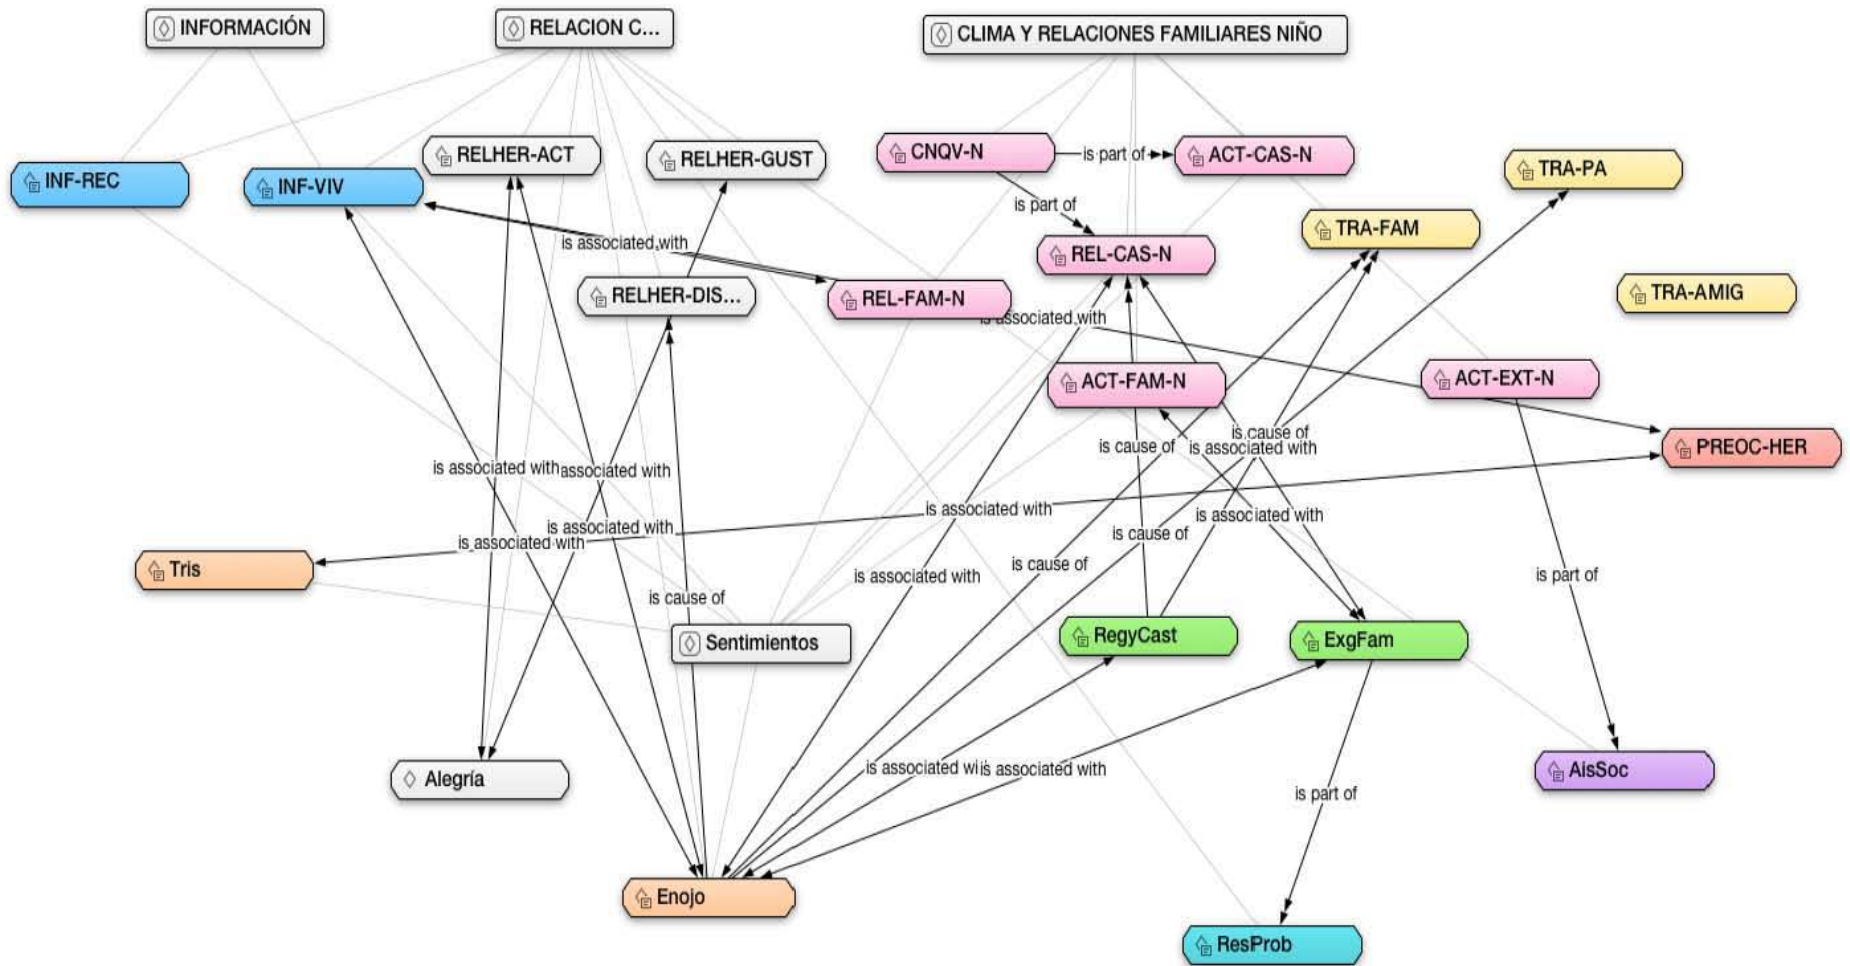 INFORMACIÓN
RELACION C...
CLIMA Y RELACIONES FAMILIARES NIÑO
INF-REC
INF-VIV
RELHER-ACT
RELHER-GUST
CNQV-N
is part of
ACT-CAS-N
TRA-PA
is part of
TRA-FAM
is associated with
REL-CAS-N
RELHER-DIS...
REL-FAM-N
TRA-AMIG
is associated with
ACT-FAM-N
ACT-EXT-N
is cause of
is cause of
is associated with
PREOC-HER
is associated with
associated with
is associated with
is associated with
is associated with
is associated with
is cause of
Tris
is cause of
is associated with
is part of
is cause of
Sentimientos
RegyCast
ExgFam
Alegría
is associated wi
is associated with
AisSoc
is part of
Enojo
ResProb